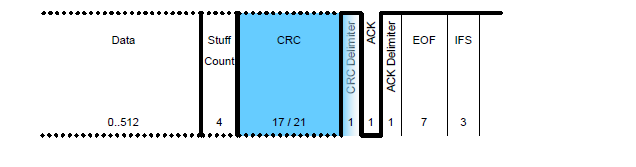 Data
Stuff
Count
CRC
CRC Delimiter
ACK
ACK Delimiter
EOF
IFS
0..512
4
17 / 21
1
1
1
7
3